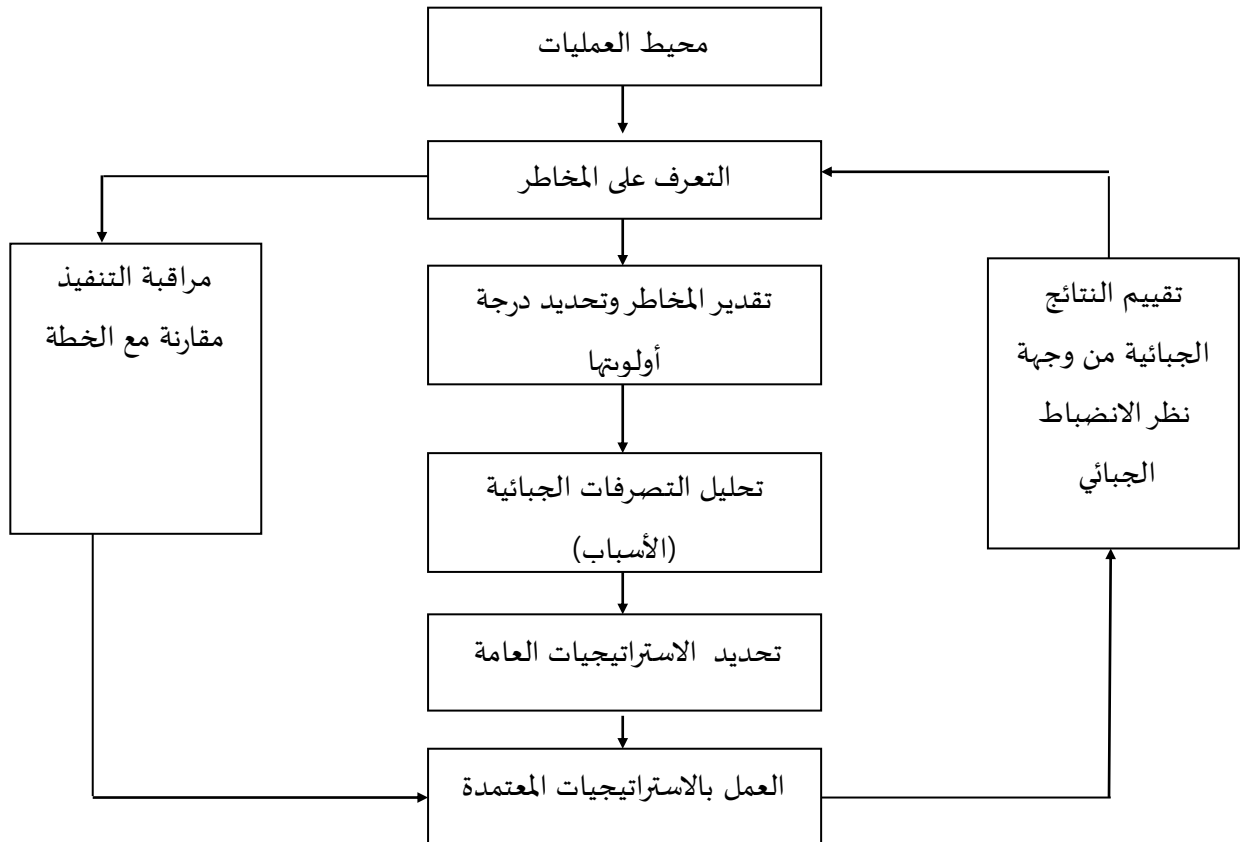 محيط العمليات
التعرف على المخاطر
مراقبة التنفيذ
مقارنة مع الخطة
تقدير المخاطر وتحديد درجة
أولويتها
تقييم النتائج
الجبائية من وجهة
نظر الانضباط
الجبائي
تحليل التصرفات الجبائية
(الأسباب)
تحديد الاستراتيجيات العامة
العمل بالاستراتيجيات المعتمدة